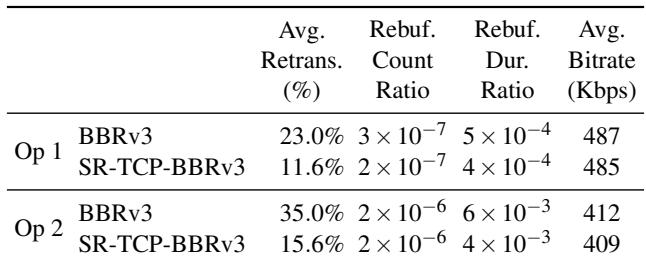 Avg. Rebuf. Rebuf. Avg.
Retrans. Count Dur. Bitrate
(%) Ratio Ratio (Kbps)
Op 1 BBRv3 23.0% 3 × 10⁻⁷ 5 × 10⁻⁴ 487
SR-TCP-BBRv3 11.6% 2 × 10⁻⁷ 4 × 10⁻⁴ 485
Op 2 BBRv3 35.0% 2 × 10⁻⁶ 6 × 10⁻³ 412
SR-TCP-BBRv3 15.6% 2 × 10⁻⁶ 4 × 10⁻³ 409